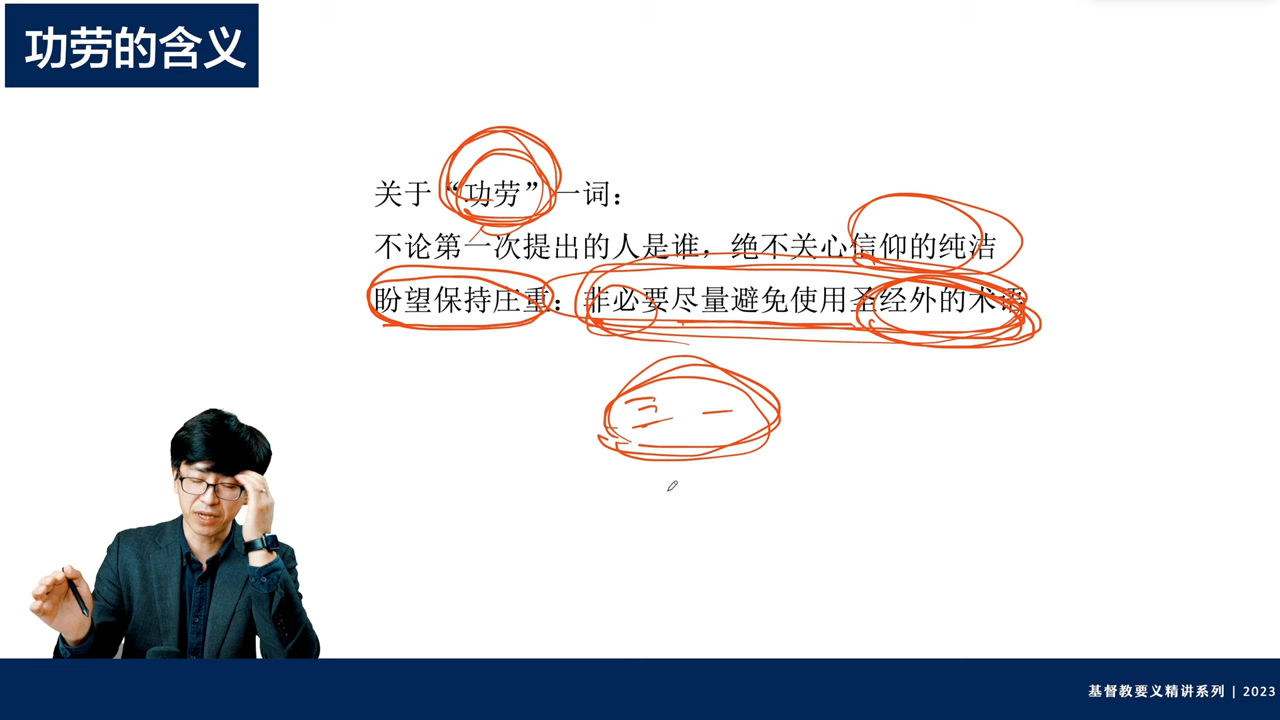 功劳的含义
关于“功劳”一词：
不论第一次提出的人是谁，绝不关心信仰的纯洁
盼望保持庄重：非必要尽量避免使用圣经外的术语
基督教要义精讲系列 | 2023